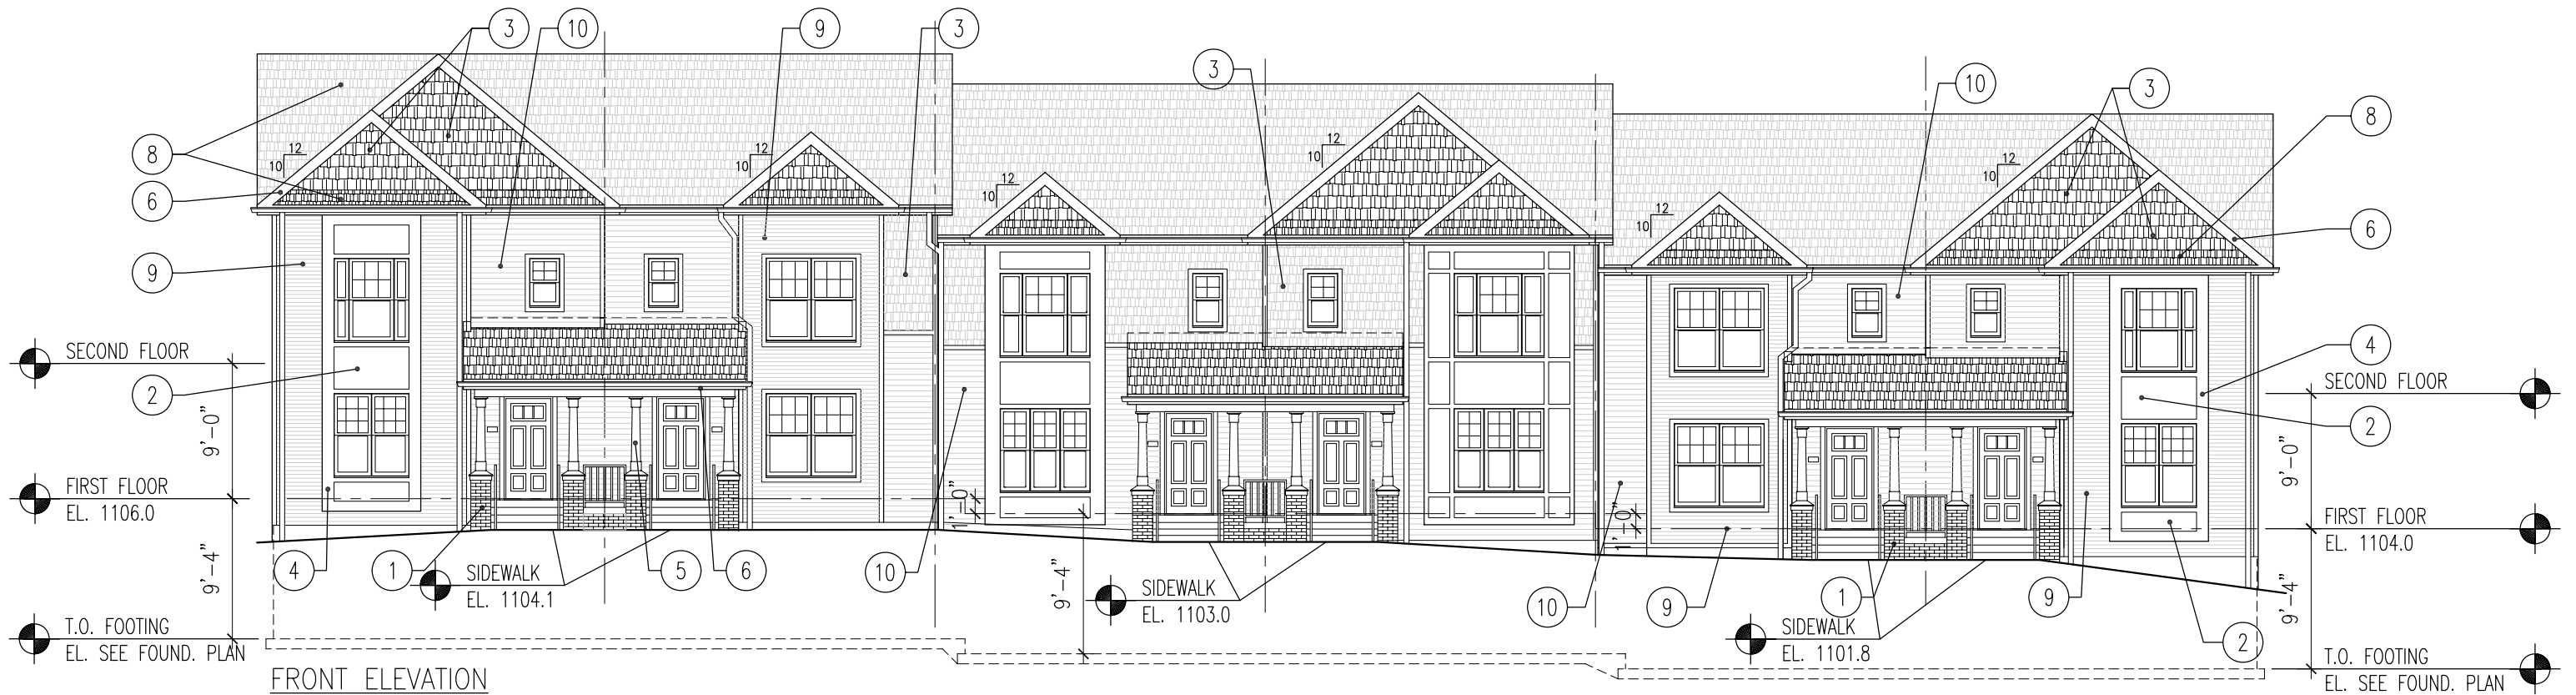 3
10
9
3
3
10
3
8
8
12
10
12
10
12
10
12
10
12
10
12
10
6
6
9
SECOND FLOOR
2
4
SECOND FLOOR
2
9'-0"
9'-0"
FIRST FLOOR
EL. 1106.0
1'-0"
1'-0"
FIRST FLOOR
EL. 1104.0
9'-4"
9'-4"
9'-4"
4
1
SIDEWALK
EL. 1104.1
5
6
10
SIDEWALK
EL. 1103.0
10
9
1
9
SIDEWALK
EL. 1101.8
2
T.O. FOOTING
EL. SEE FOUND. PLAN
T.O. FOOTING
EL. SEE FOUND. PLAN
FRONT ELEVATION